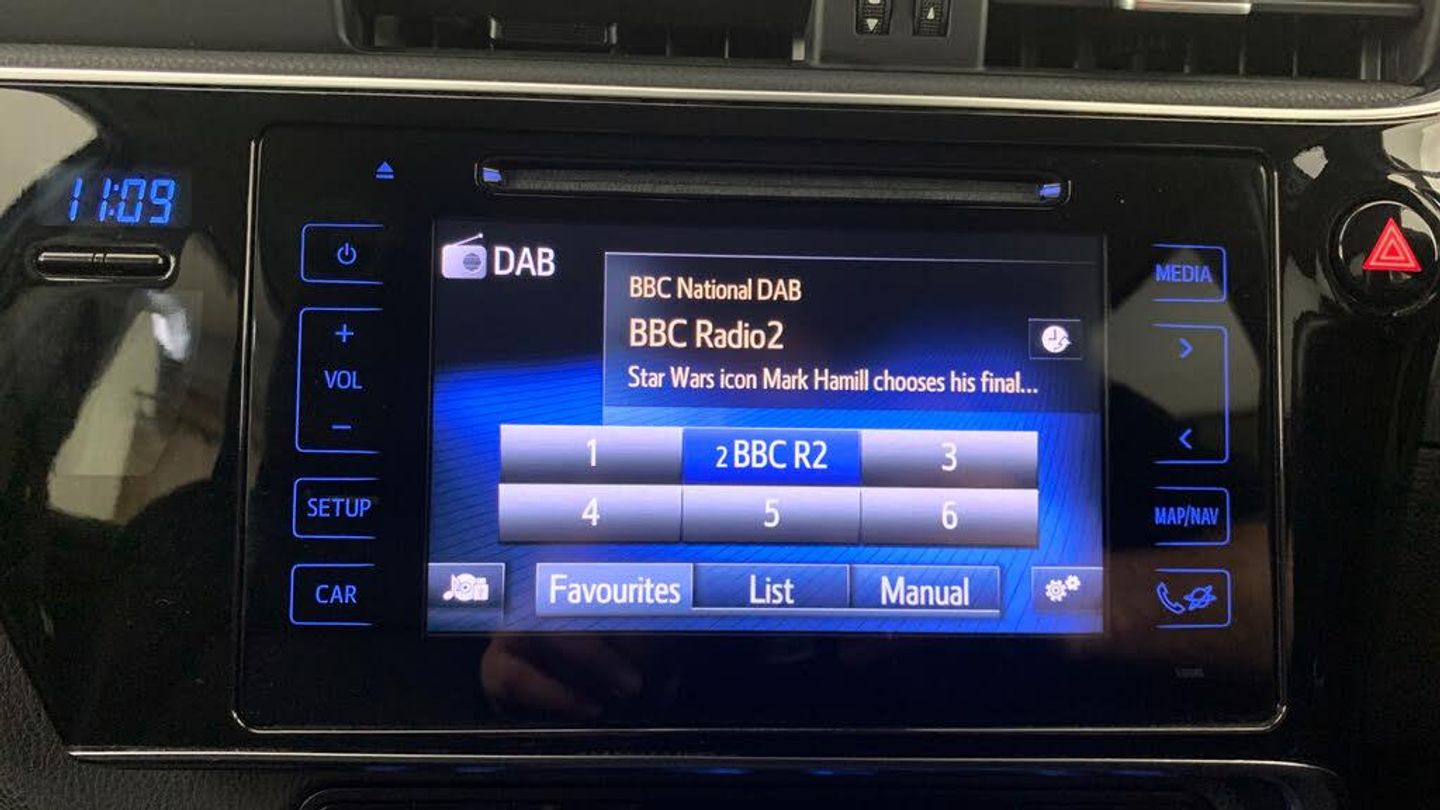 11:09
DAB
BBC National DAB
BBC Radio2
Star Wars icon Mark Hamill chooses his final...
1
2 BBC R2
3
4
5
6
Favourites
List
Manual
+
VOL
−
SETUP
CAR
MEDIA
>
<
MAP/NAV